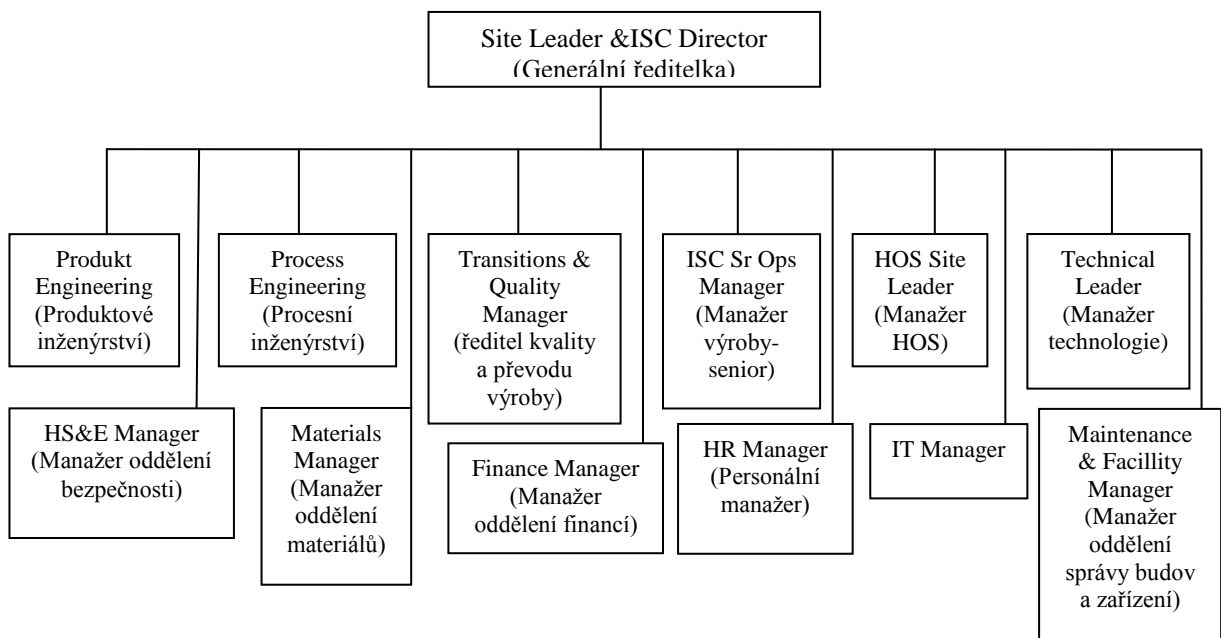 Site Leader &ISC Director
(Generální ředitelka)
Produkt
Engineering
(Produktové
inženýrství)
Process
Engineering
(Procesní
inženýrství)
Transitions &
Quality
Manager
(ředitel kvality
a převodu
výroby)
ISC Sr Ops
Manager
(Manažer
výroby-
senior)
HOS Site
Leader
(Manažer
HOS)
Technical
Leader
(Manažer
technologie)
HS&E Manager
(Manažer oddělení
bezpečnosti)
Materials
Manager
(Manažer
oddělení
materiálů)
Finance Manager
(Manažer
oddělení financí)
HR Manager
(Personální
manažer)
IT Manager
Maintenance
& Facillity
Manager
(Manažer
oddělení
správy budov
a zařízení)